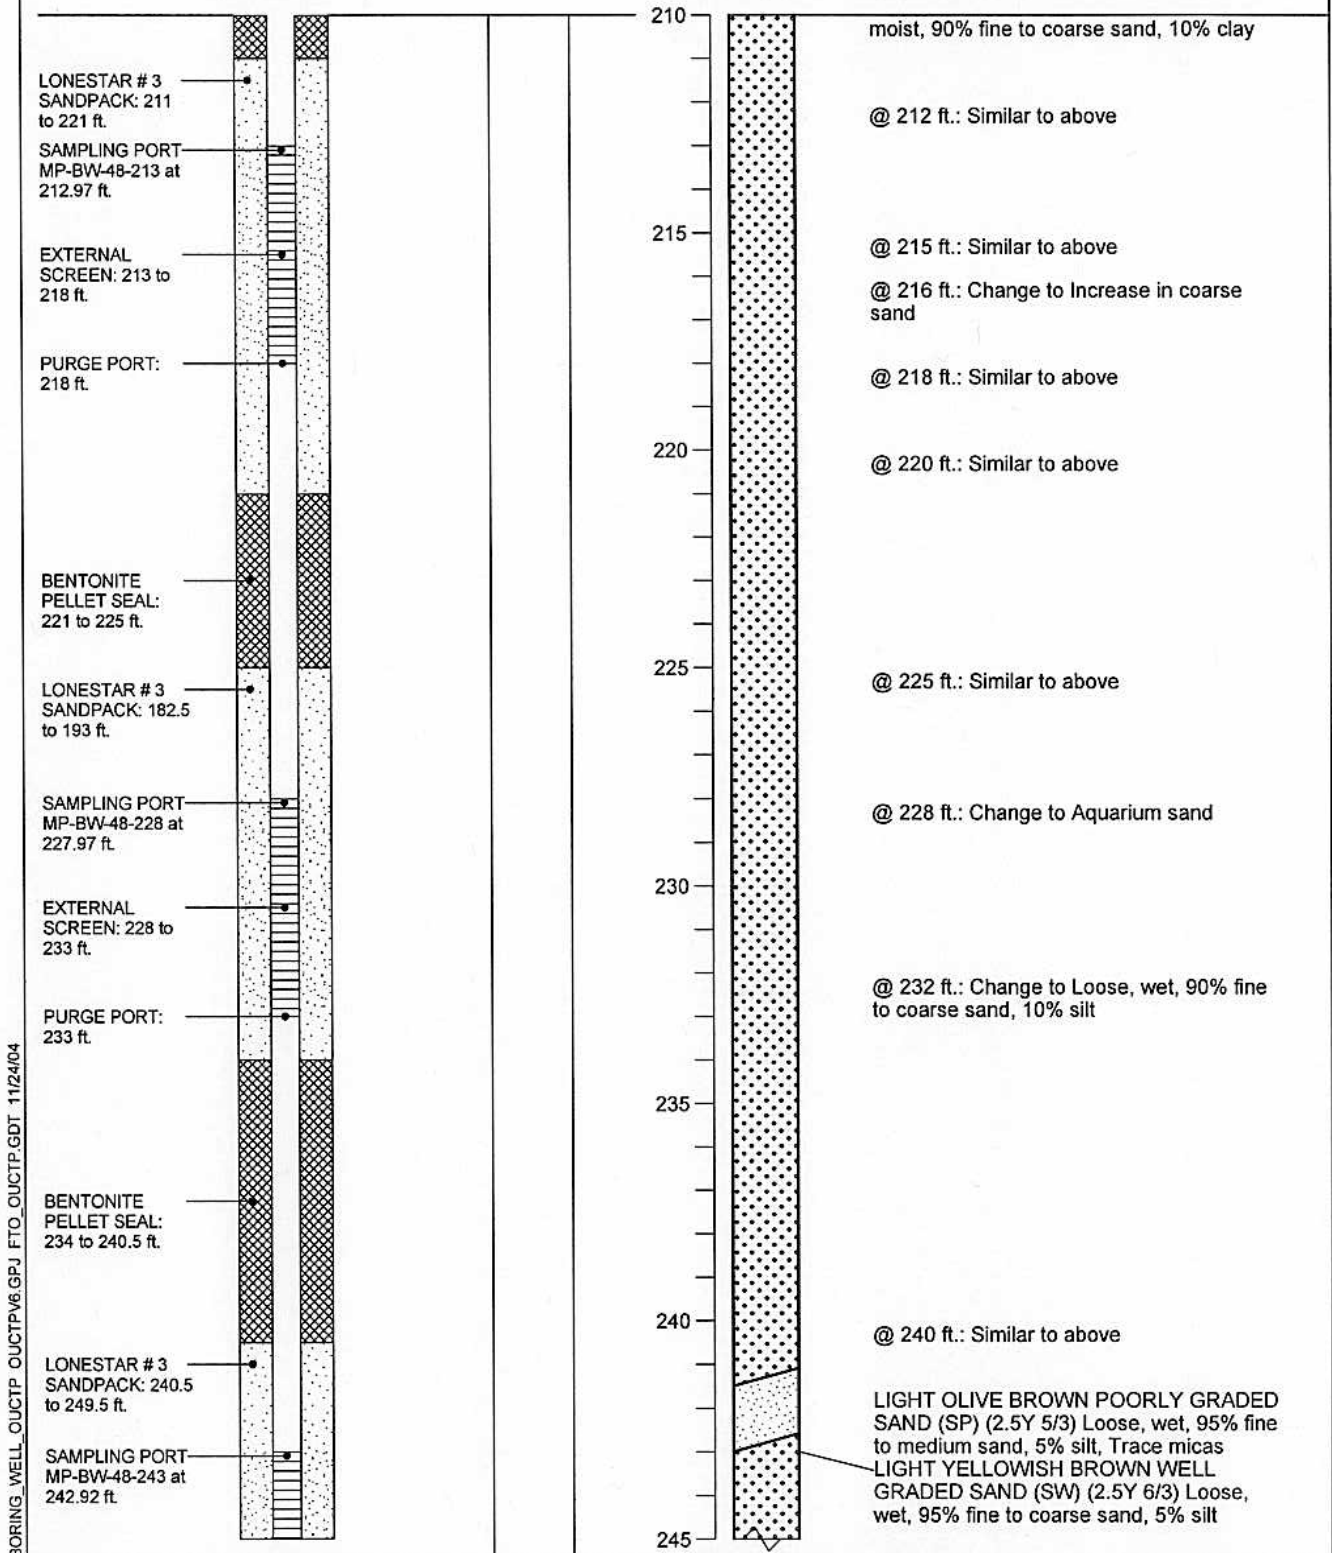 210
moist, 90% fine to coarse sand, 10% clay
LONESTAR # 3
SANDPACK: 211
to 221 ft.
@ 212 ft.: Similar to above
SAMPLING PORT
MP-BW-48-213 at
212.97 ft.
215
@ 215 ft.: Similar to above
EXTERNAL
SCREEN: 213 to
218 ft.
@ 216 ft.: Change to Increase in coarse
sand
PURGE PORT:
218 ft.
@ 218 ft.: Similar to above
220
@ 220 ft.: Similar to above
BENTONITE
PELLET SEAL:
221 to 225 ft.
225
@ 225 ft.: Similar to above
LONESTAR # 3
SANDPACK: 182.5
to 193 ft.
SAMPLING PORT
MP-BW-48-228 at
227.97 ft.
@ 228 ft.: Change to Aquarium sand
230
EXTERNAL
SCREEN: 228 to
233 ft.
@ 232 ft.: Change to Loose, wet, 90% fine
to coarse sand, 10% silt
PURGE PORT:
233 ft.
235
BENTONITE
PELLET SEAL:
234 to 240.5 ft.
240
@ 240 ft.: Similar to above
LONESTAR # 3
SANDPACK: 240.5
to 249.5 ft.
LIGHT OLIVE BROWN POORLY GRADED
SAND (SP) (2.5Y 5/3) Loose, wet, 95% fine
to medium sand, 5% silt, Trace micas
SAMPLING PORT
MP-BW-48-243 at
242.92 ft.
LIGHT YELLOWISH BROWN WELL
GRADED SAND (SW) (2.5Y 6/3) Loose,
wet, 95% fine to coarse sand, 5% silt
245
BORING_WELL_OUCTP OUCTPV6.GPJ FTO_OUCTP.GDT 11/24/04